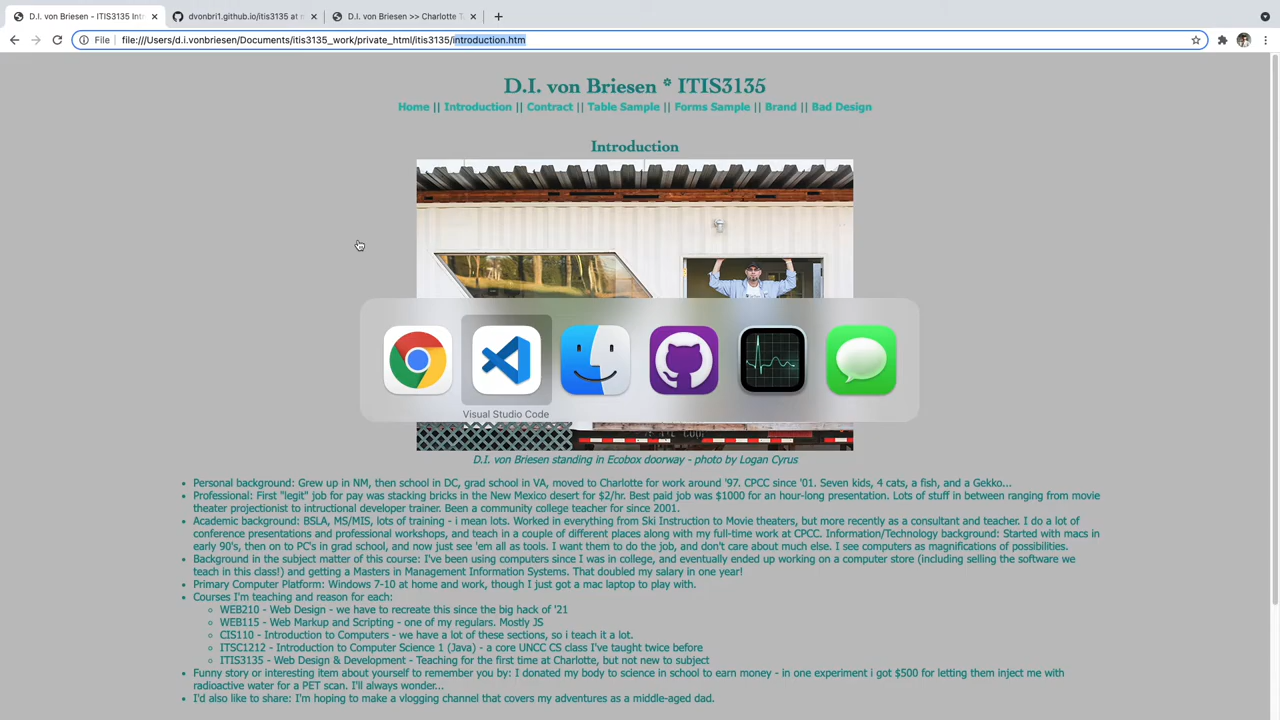 D.I. von Briesen - ITIS3135 Int
dvonbri1.github.io/itis3135 at m
D.I. von Briesen >> Charlotte T
File
file:///Users/d.i.vonbriesen/Documents/itis3135_work/private_html/itis3135/introduction.htm
D.I. von Briesen * ITIS3135
Home || Introduction || Contract || Table Sample || Forms Sample || Brand || Bad Design
Introduction
Visual Studio Code
D.I. von Briesen standing in Ecobox doorway - photo by Logan Cyrus
• Personal background: Grew up in NM, then school in DC, grad school in VA, moved to Charlotte for work around '97. CPCC since '01. Seven kids, 4 cats, a fish, and a Gekko...
• Professional: First "legit" job for pay was stacking bricks in the New Mexico desert for $2/hr. Best paid job was $1000 for an hour-long presentation. Lots of stuff in between ranging from movie
theater projectionist to intructional developer trainer. Been a community college teacher for since 2001.
• Academic background: BSLA, MS/MIS, lots of training - i mean lots. Worked in everything from Ski Instruction to Movie theaters, but more recently as a consultant and teacher. I do a lot of
conference presentations and professional workshops, and teach in a couple of different places along with my full-time work at CPCC. Information/Technology background: Started with macs in
early 90's, then on to PC's in grad school, and now just see 'em all as tools. I want them to do the job, and don't care about much else. I see computers as magnifications of possibilities.
• Background in the subject matter of this course: I've been using computers since I was in college, and eventually ended up working on a computer store (including selling the software we
teach in this class!) and getting a Masters in Management Information Systems. That doubled my salary in one year!
• Primary Computer Platform: Windows 7-10 at home and work, though I just got a mac laptop to play with.
• Courses I'm teaching and reason for each:
◦ WEB210 - Web Design - we have to recreate this since the big hack of '21
◦ WEB115 - Web Markup and Scripting - one of my regulars. Mostly JS
◦ CIS110 - Introduction to Computers - we have a lot of these sections, so i teach it a lot.
◦ ITSC1212 - Introduction to Computer Science 1 (Java) - a core UNCC CS class I've taught twice before
◦ ITIS3135 - Web Design & Development - Teaching for the first time at Charlotte, but not new to subject
• Funny story or interesting item about yourself to remember you by: I donated my body to science in school to earn money - in one experiment i got $500 for letting them inject me with
radioactive water for a PET scan. I'll always wonder...
• I'd also like to share: I'm hoping to make a vlogging channel that covers my adventures as a middle-aged dad.